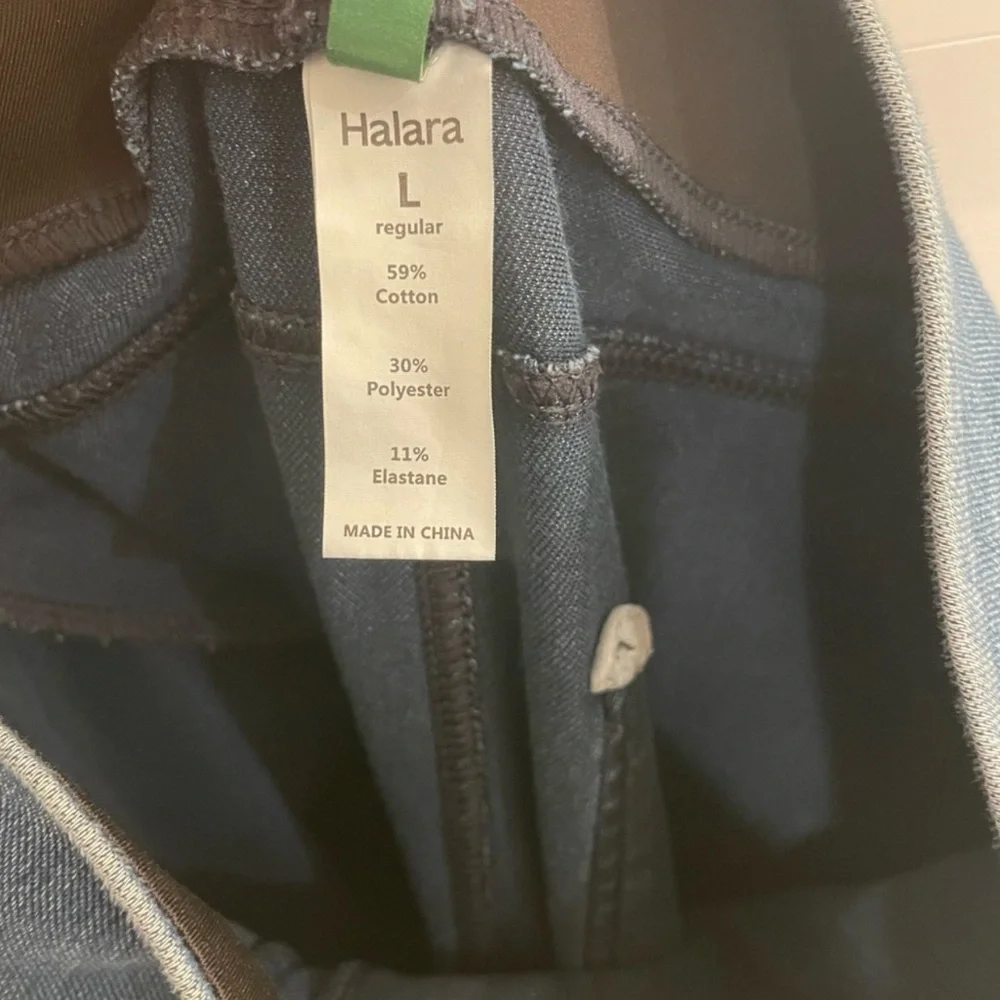 Halara
L
regular
59%
Cotton
30%
Polyester
11%
Elastane
MADE IN CHINA